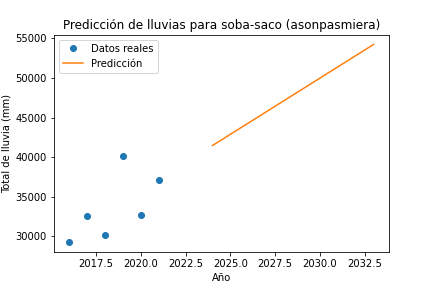 Predicción de lluvias para soba-saco (asonpasmiera)
Datos reales
Predicción
Total de lluvia (mm)
55000
50000
45000
40000
35000
30000
2017.5 2020.0 2022.5 2025.0 2027.5 2030.0 2032.5
Año